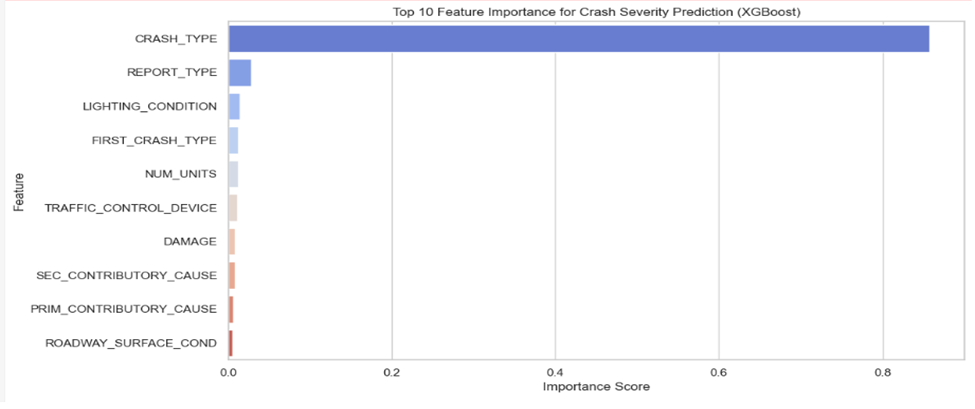 Top 10 Feature Importance for Crash Severity Prediction (XGBoost)
CRASH_TYPE
REPORT_TYPE
LIGHTING_CONDITION
FIRST_CRASH_TYPE
NUM_UNITS
TRAFFIC_CONTROL_DEVICE
DAMAGE
SEC_CONTRIBUTORY_CAUSE
PRIM_CONTRIBUTORY_CAUSE
ROADWAY_SURFACE_COND
Feature
0.0 0.2 0.4 0.6 0.8
Importance Score